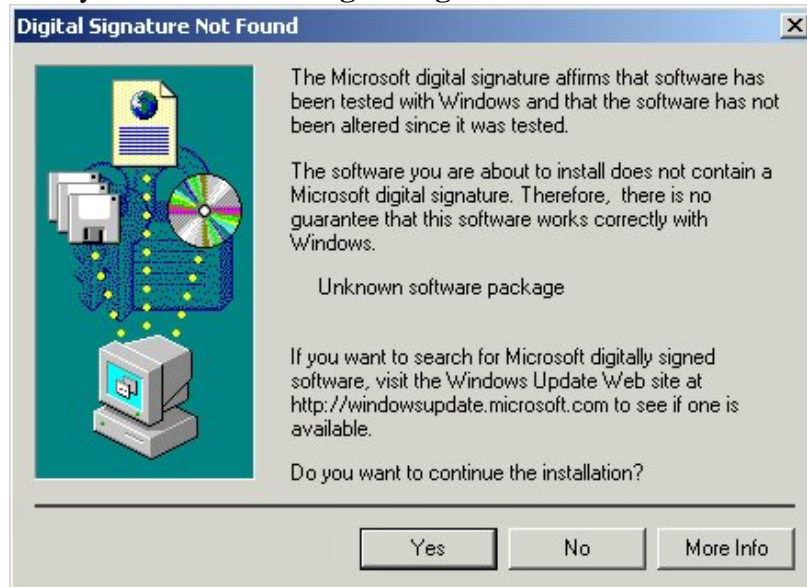 Digital Signature Not Found
The Microsoft digital signature affirms that software has
been tested with Windows and that the software has not
been altered since it was tested.
The software you are about to install does not contain a
Microsoft digital signature. Therefore, there is no
guarantee that this software works correctly with
Windows.
Unknown software package
If you want to search for Microsoft digitally signed
software, visit the Windows Update Web site at
http://windowsupdate.microsoft.com to see if one is
available.
Do you want to continue the installation?
Yes No More Info